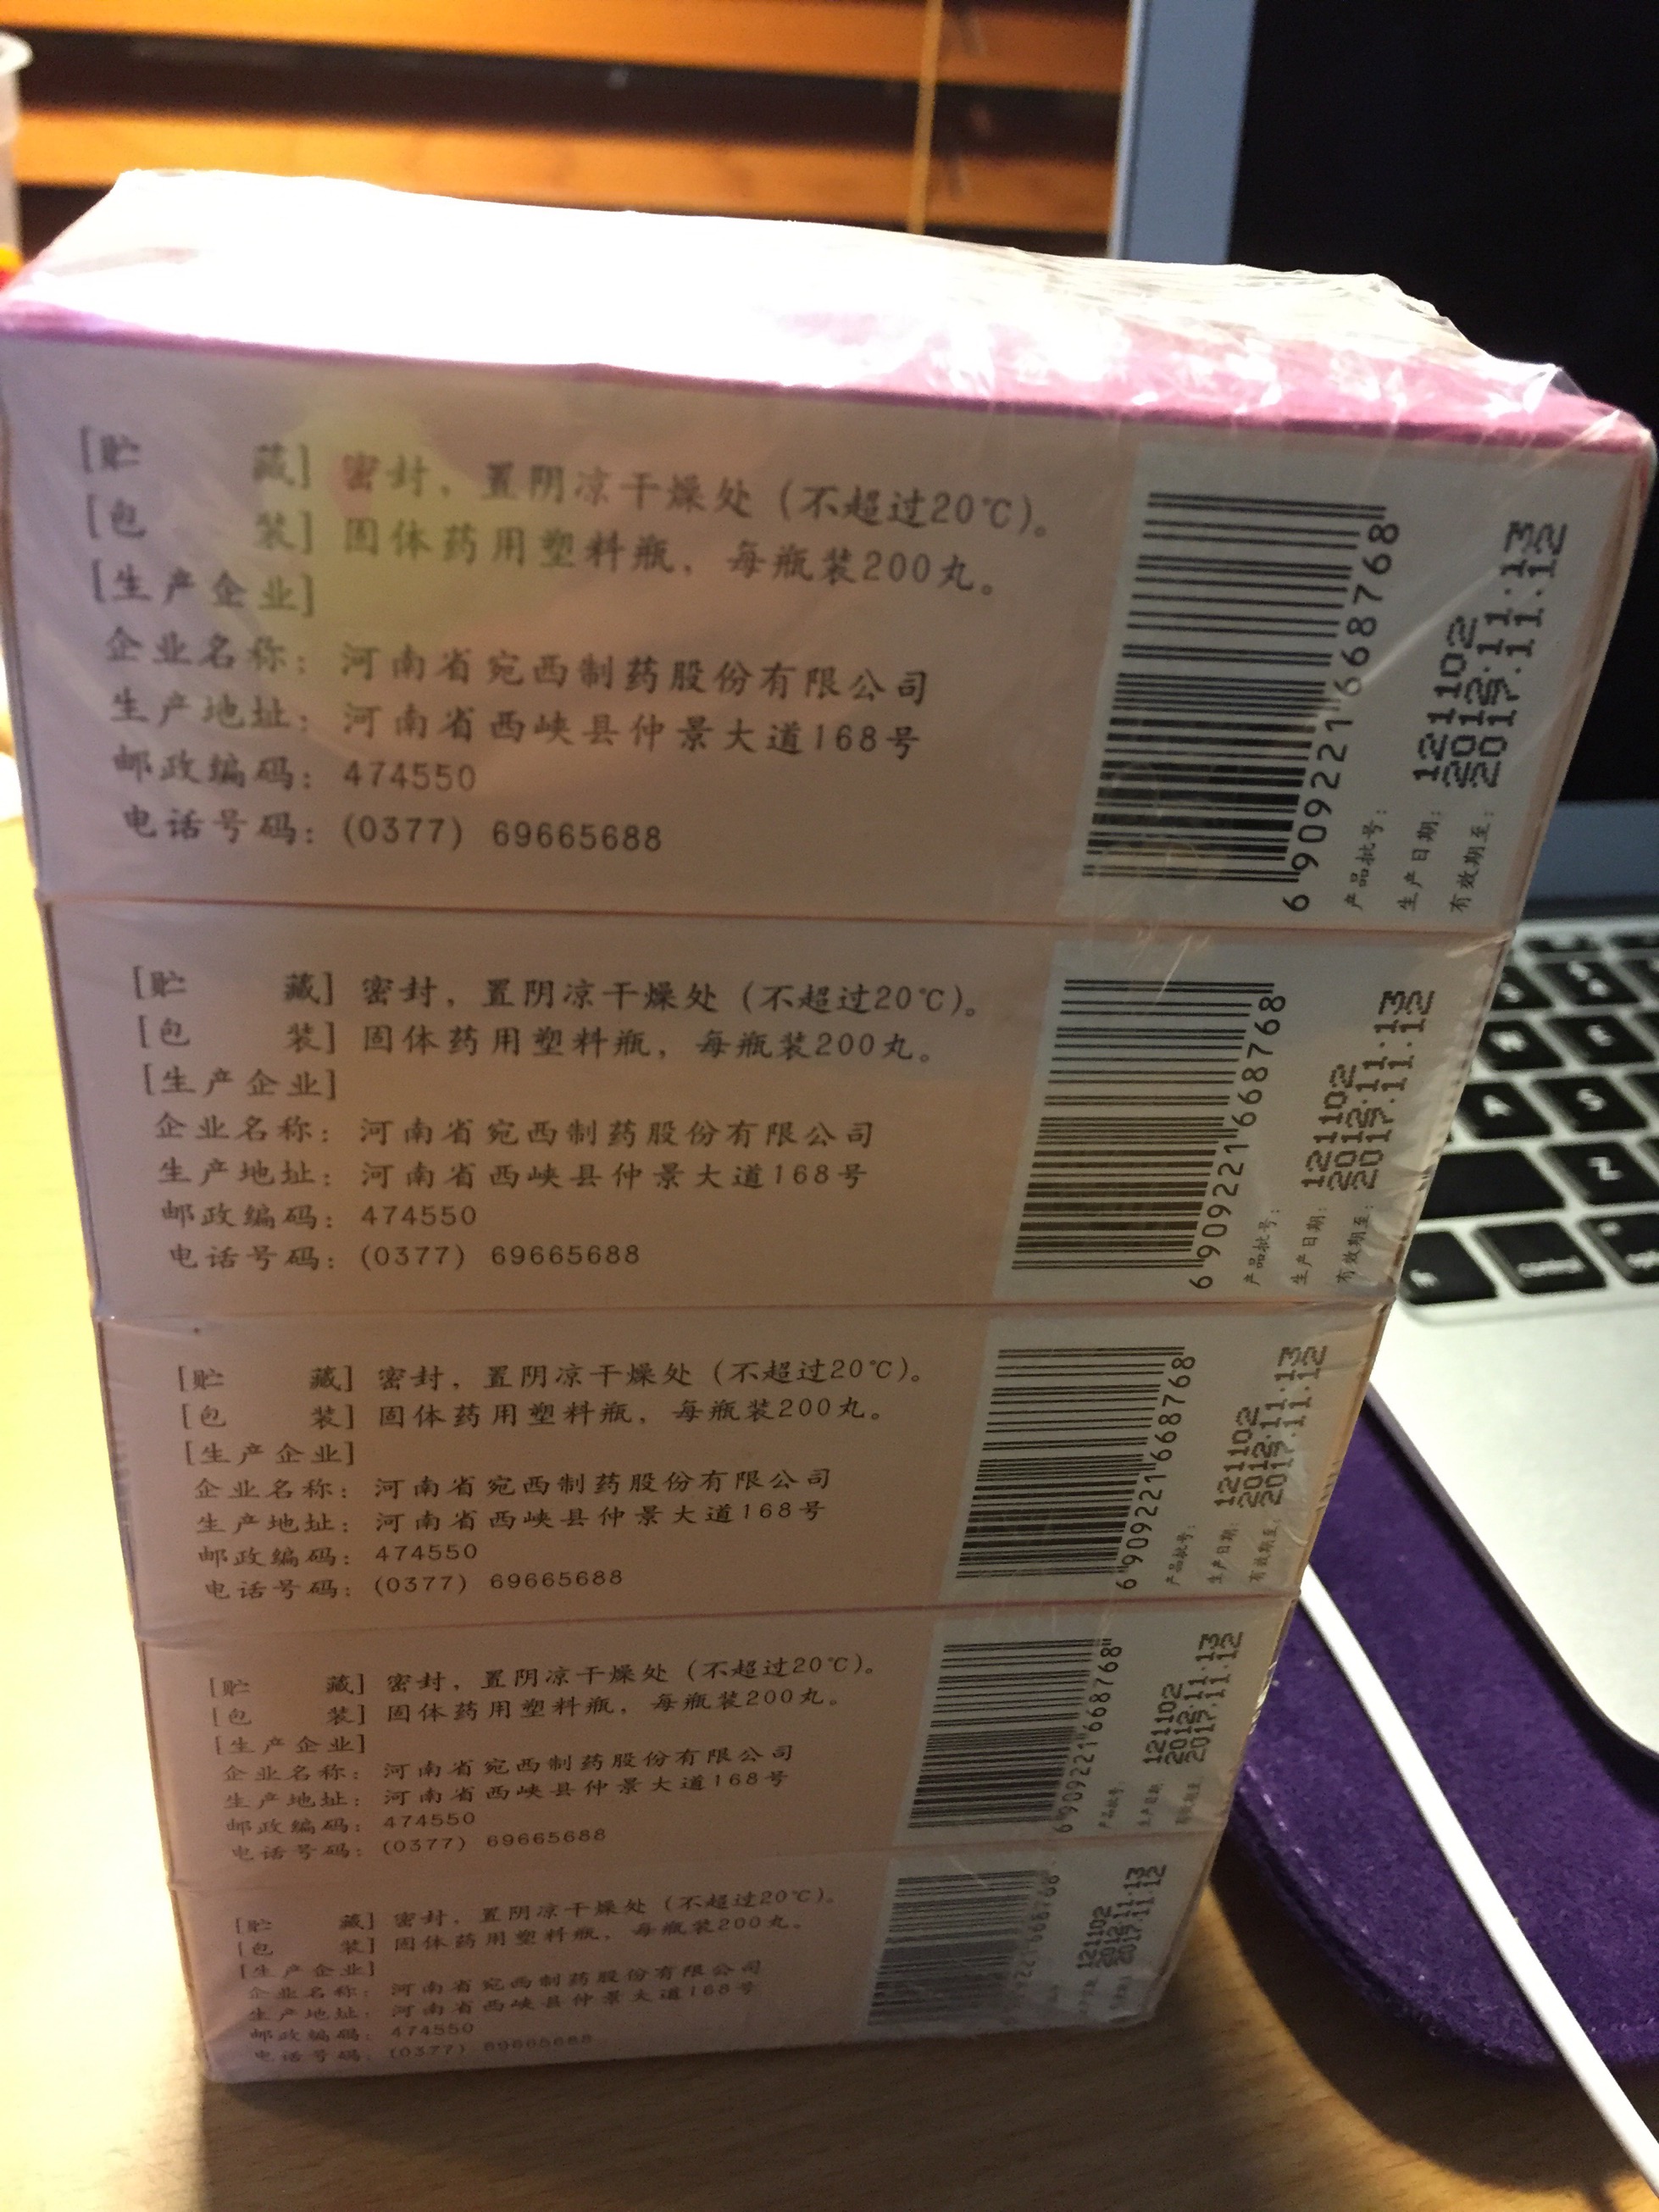 [贮 藏] 密封，置阴凉干燥处（不超过20℃）。
[包 装] 固体药用塑料瓶，每瓶装200丸。
[生产企业]
企业名称：河南省宛西制药股份有限公司
生产地址：河南省西峡县仲景大道168号
邮政编码：474550
电话号码：(0377) 69665688
6 909221 668768
产品批号：121102
生产日期：2012.11.13
有效期至：2017.11.12
[贮 藏] 密封，置阴凉干燥处（不超过20℃）。
[包 装] 固体药用塑料瓶，每瓶装200丸。
[生产企业]
企业名称：河南省宛西制药股份有限公司
生产地址：河南省西峡县仲景大道168号
邮政编码：474550
电话号码：(0377) 69665688
6 909221 668768
产品批号：121102
生产日期：2012.11.13
有效期至：2017.11.12
[贮 藏] 密封，置阴凉干燥处（不超过20℃）。
[包 装] 固体药用塑料瓶，每瓶装200丸。
[生产企业]
企业名称：河南省宛西制药股份有限公司
生产地址：河南省西峡县仲景大道168号
邮政编码：474550
电话号码：(0377) 69665688
6 909221 668768
产品批号：121102
生产日期：2012.11.13
有效期至：2017.11.12
[贮 藏] 密封，置阴凉干燥处（不超过20℃）。
[包 装] 固体药用塑料瓶，每瓶装200丸。
[生产企业]
企业名称：河南省宛西制药股份有限公司
生产地址：河南省西峡县仲景大道168号
邮政编码：474550
电话号码：(0377) 69665688
6 909221 668768
产品批号：121102
生产日期：2012.11.13
有效期至：2017.11.12
[贮 藏] 密封，置阴凉干燥处（不超过20℃）。
[包 装] 固体药用塑料瓶，每瓶装200丸。
[生产企业]
企业名称：河南省宛西制药股份有限公司
生产地址：河南省西峡县仲景大道168号
邮政编码：474550
电话号码：(0377) 69665688
121102
2012.11.13
2017.11.12
A
S
Z
control